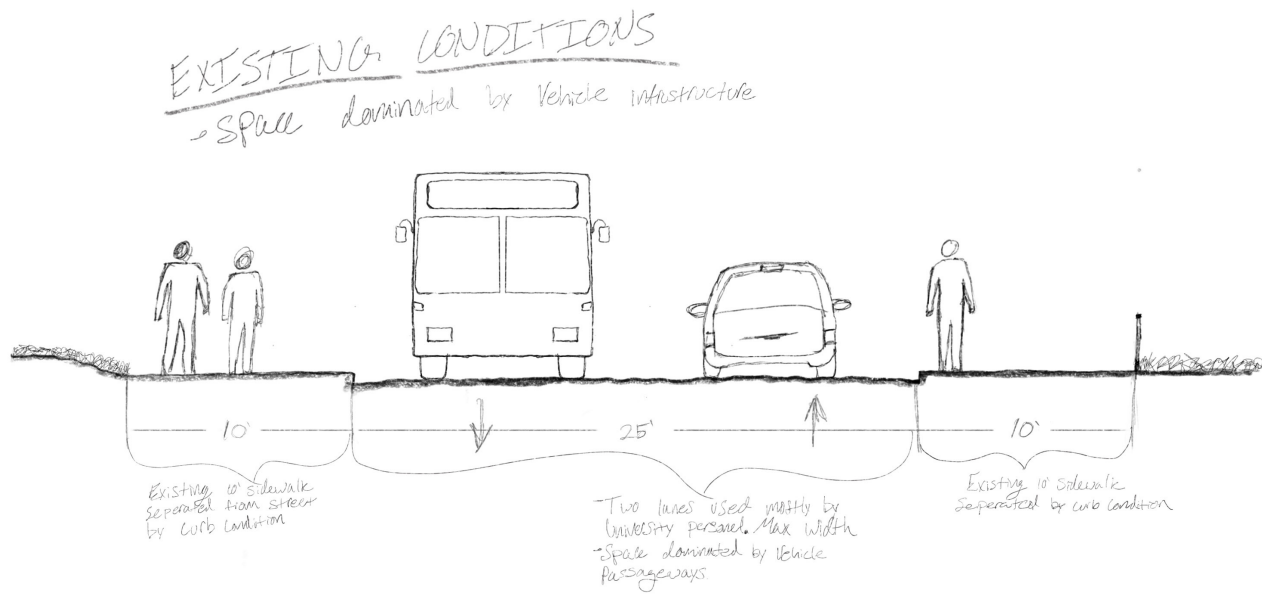 EXISTING CONDITIONS
- Space dominated by Vehicle infrastructure
10'
25'
10'
Existing 10' sidewalk
Seperated from street
by curb condition
- Two lanes used mostly by
University personel. Max Width
- Space dominated by Vehicle
Passageways.
Existing 10' sidewalk
Seperated by curb condition